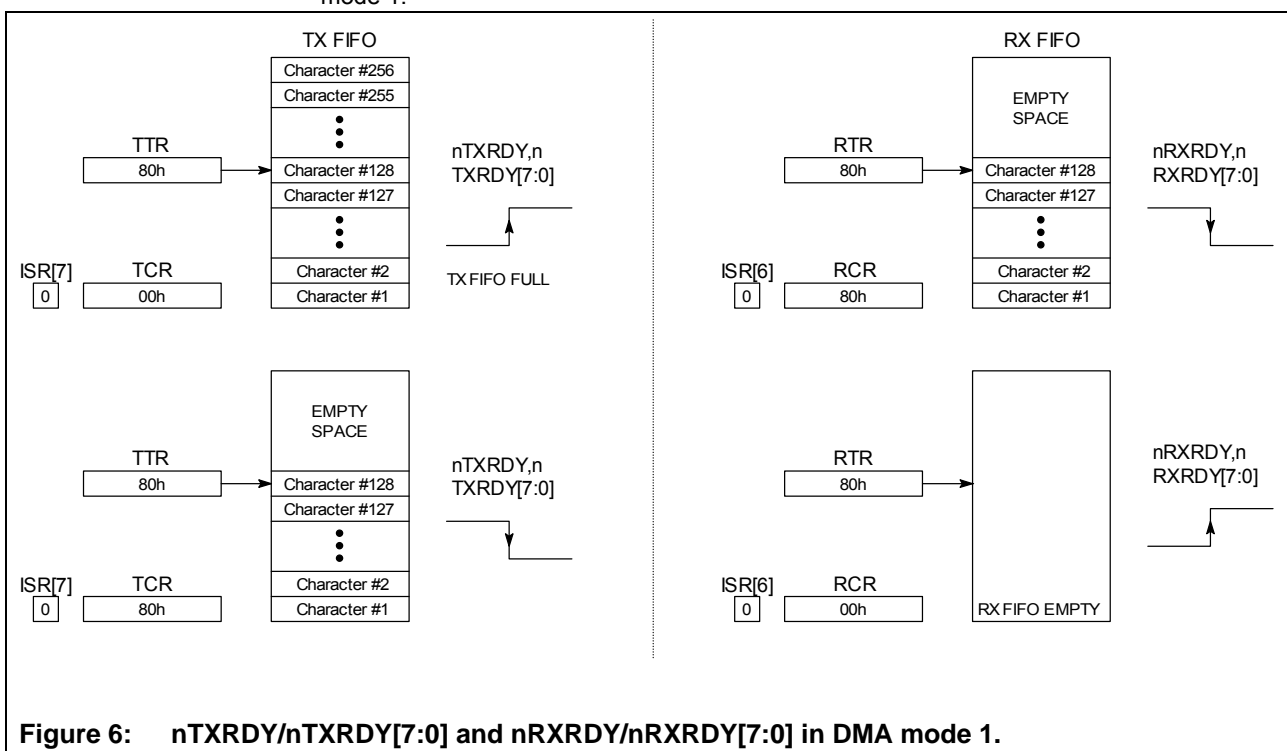 mode 1.
TX FIFO
Character #256
Character #255
TTR
80h
Character #128
Character #127
nTXRDY,n
TXRDY[7:0]
ISR[7]
0
TCR
00h
Character #2
Character #1
TX FIFO FULL
RX FIFO
EMPTY
SPACE
RTR
80h
Character #128
Character #127
nRXRDY,n
RXRDY[7:0]
ISR[6]
0
RCR
80h
Character #2
Character #1
EMPTY
SPACE
TTR
80h
Character #128
Character #127
nTXRDY,n
TXRDY[7:0]
ISR[7]
0
TCR
80h
Character #2
Character #1
RTR
80h
nRXRDY,n
RXRDY[7:0]
ISR[6]
0
RCR
00h
RX FIFO EMPTY
Figure 6: nTXRDY/nTXRDY[7:0] and nRXRDY/nRXRDY[7:0] in DMA mode 1.